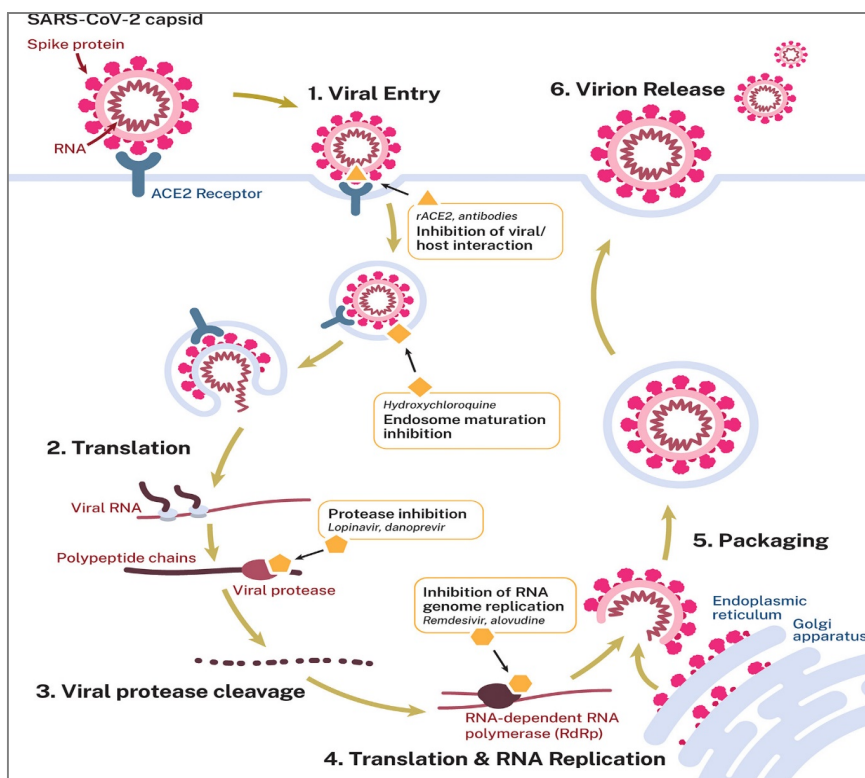 SARS-CoV-2 capsid
Spike protein
RNA
ACE2 Receptor
1. Viral Entry
rACE2, antibodies
Inhibition of viral/
host interaction
Hydroxychloroquine
Endosome maturation
inhibition
2. Translation
Viral RNA
Polypeptide chains
Viral protease
Protease inhibition
Lopinavir, danoprevir
3. Viral protease cleavage
Inhibition of RNA
genome replication
Remdesivir, alovudine
RNA-dependent RNA
polymerase (RdRp)
4. Translation & RNA Replication
5. Packaging
Endoplasmic
reticulum
Golgi
apparatus
6. Virion Release